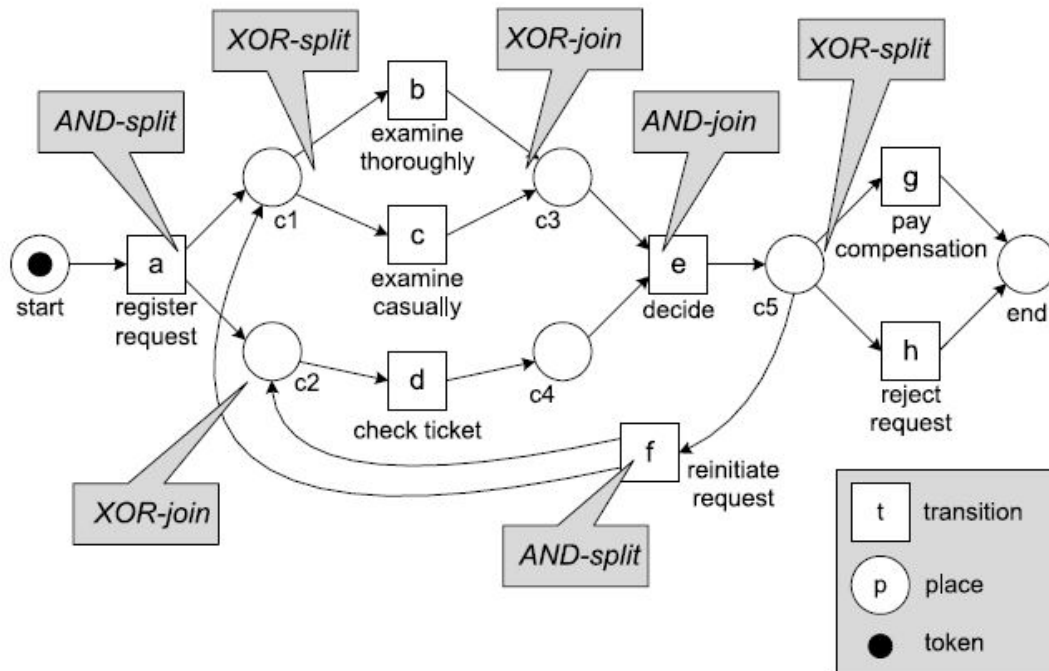 XOR-split
XOR-join
XOR-split
AND-split
AND-join
b
examine
thoroughly
c1
c3
g
pay
compensation
c
examine
casually
start
a
register
request
e
decide
c5
end
c2
d
check ticket
c4
h
reject
request
f
reinitiate
request
XOR-join
AND-split
t
transition
p
place
token